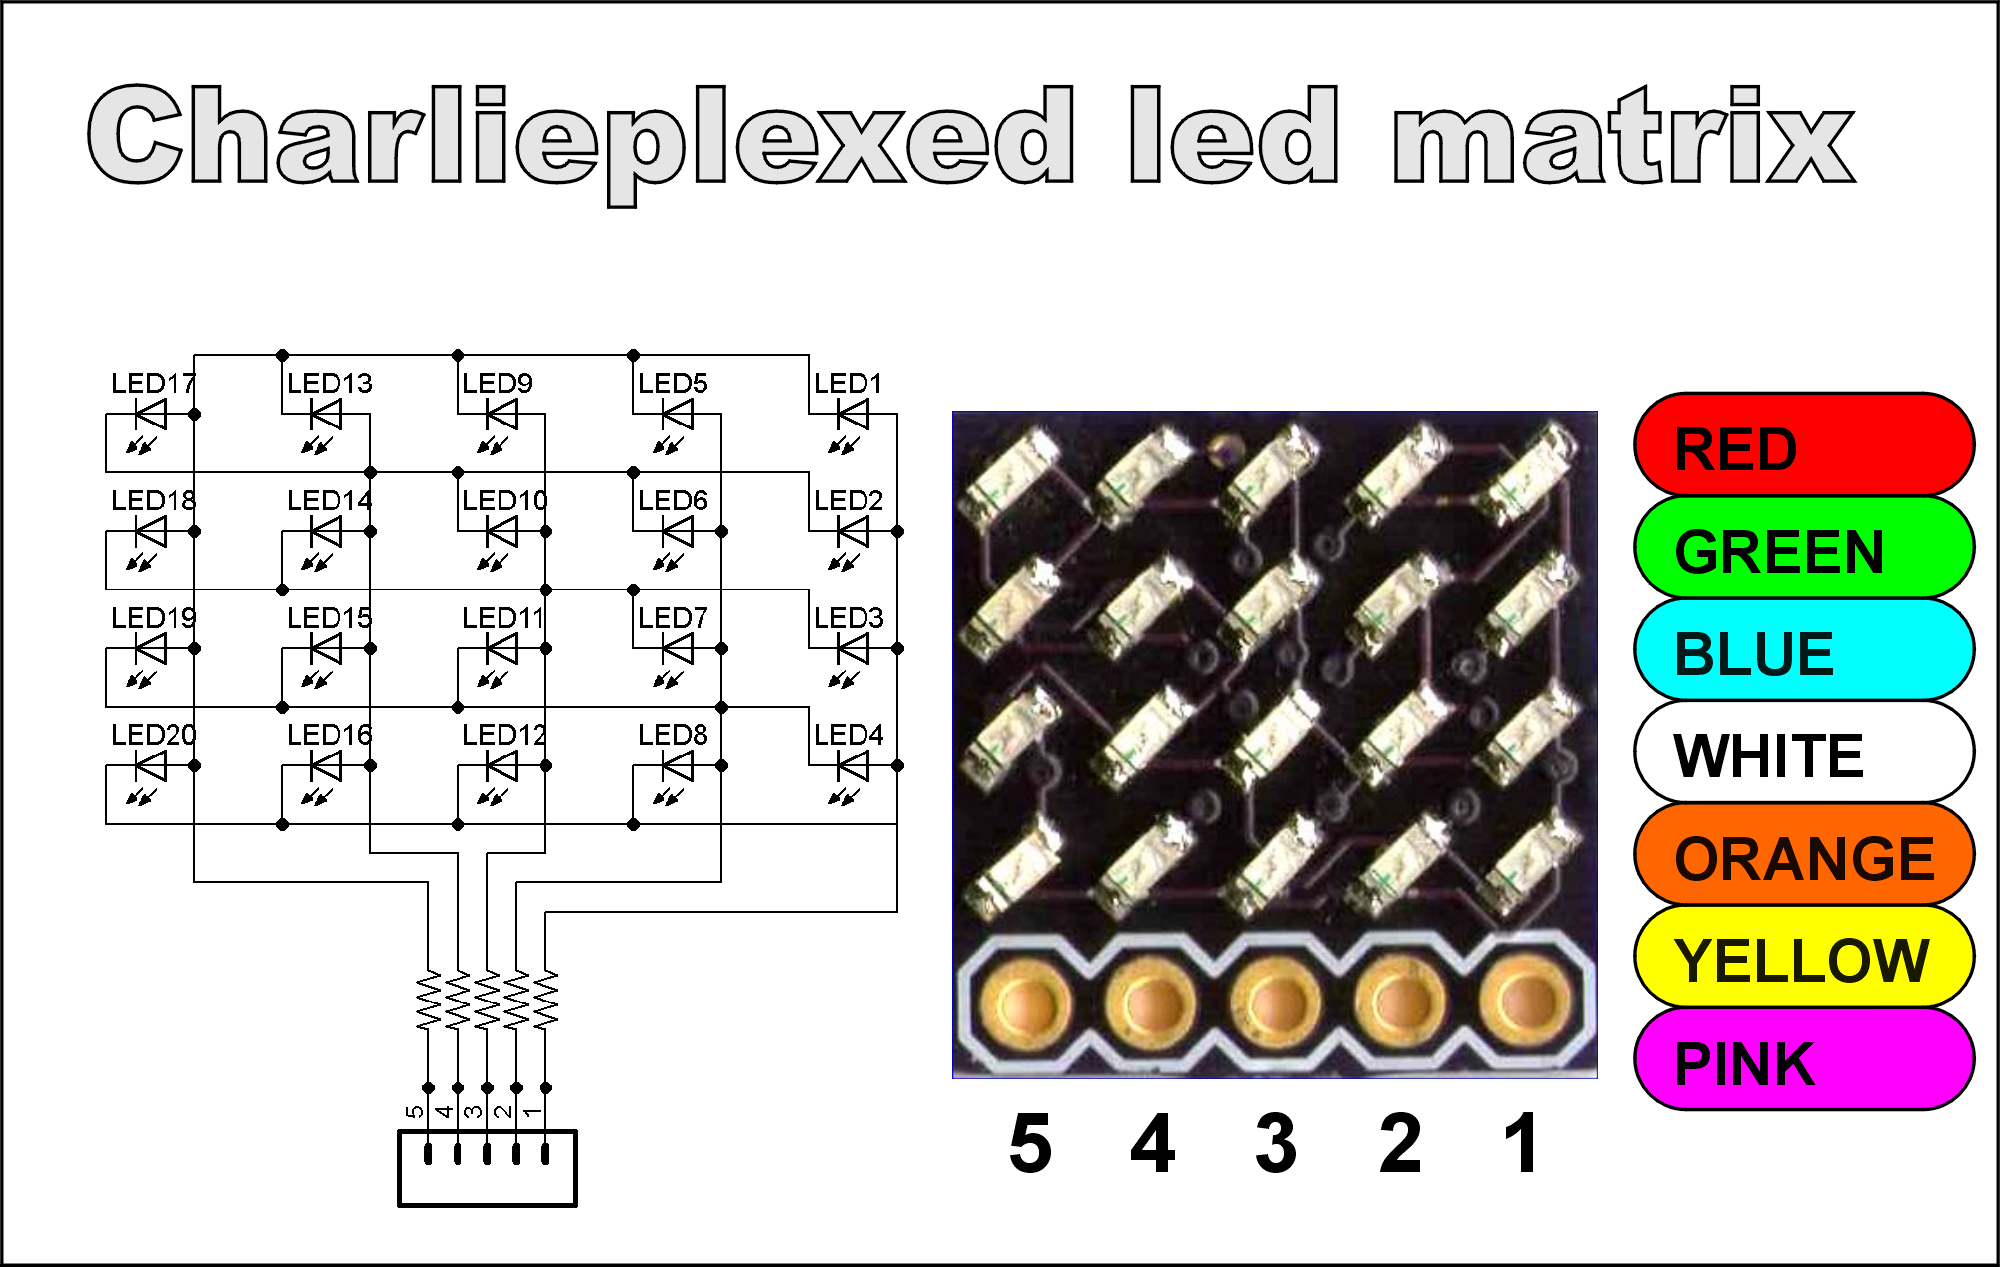 Charlieplexed led matrix
LED17 LED13 LED9 LED5 LED1
LED18 LED14 LED10 LED6 LED2
LED19 LED15 LED11 LED7 LED3
LED20 LED16 LED12 LED8 LED4
5 4 3 2 1
5 4 3 2 1
RED
GREEN
BLUE
WHITE
ORANGE
YELLOW
PINK